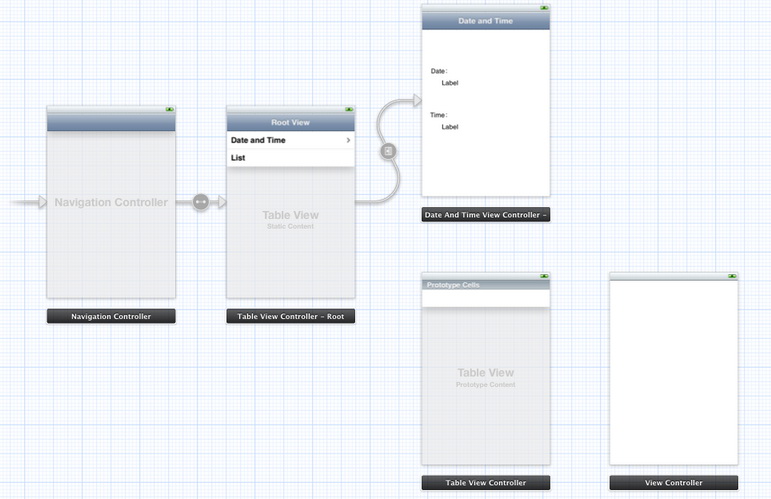 Date and Time
Date:
Label
Time:
Label
Date And Time View Controller –
Navigation Controller
Navigation Controller
Root View
Date and Time
List
Table View
Static Content
Table View Controller – Root
Prototype Cells
Table View
Prototype Content
Table View Controller
View Controller